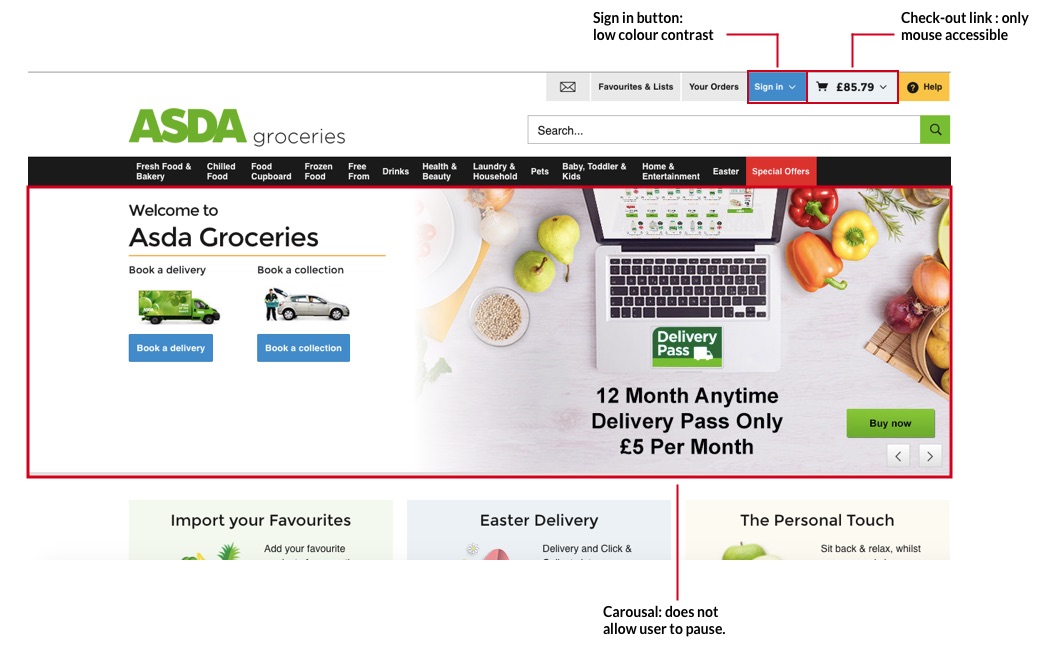 Sign in button:
low colour contrast
Check-out link : only
mouse accessible
Favourites & Lists
Your Orders
Sign in
£85.79
? Help
ASDA groceries
Search...
Fresh Food &
Bakery
Chilled
Food
Food
Cupboard
Frozen
Food
Free
From
Drinks
Health &
Beauty
Laundry &
Household
Pets
Baby, Toddler &
Kids
Home &
Entertainment
Easter
Special Offers
Welcome to
Asda Groceries
Book a delivery
Book a collection
ASDA
Book a delivery
Book a collection
Delivery
Pass
12 Month Anytime
Delivery Pass Only
£5 Per Month
Buy now
Import your Favourites
Add your favourite
Easter Delivery
Delivery and Click &
The Personal Touch
Sit back & relax, whilst
Carousal: does not
allow user to pause.